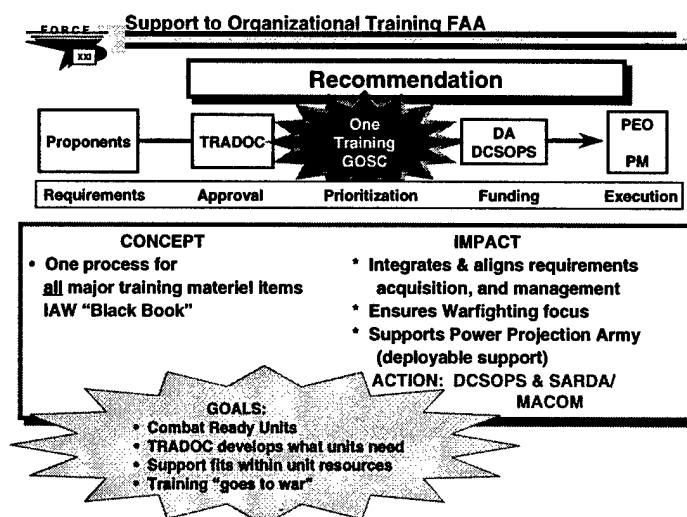 Support to Organizational Training FAA
FORCE
XXI
Recommendation
Proponents
TRADOC
One
Training
GOSC
DA
DCSOPS
PEO
PM
Requirements Approval Prioritization Funding Execution
CONCEPT
• One process for
all major training materiel items
IAW "Black Book"
IMPACT
* Integrates & aligns requirements
acquisition, and management
* Ensures Warfighting focus
* Supports Power Projection Army
(deployable support)
ACTION: DCSOPS & SARDA/
MACOM
GOALS:
• Combat Ready Units
• TRADOC develops what units need
• Support fits within unit resources
• Training "goes to war"